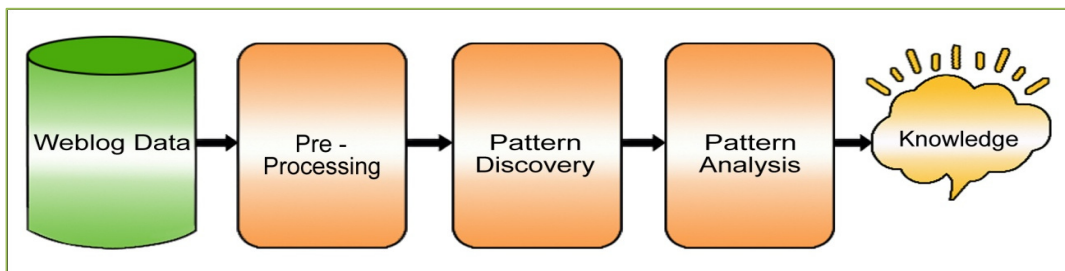 Weblog Data
Pre -
Processing
Pattern
Discovery
Pattern
Analysis
Knowledge